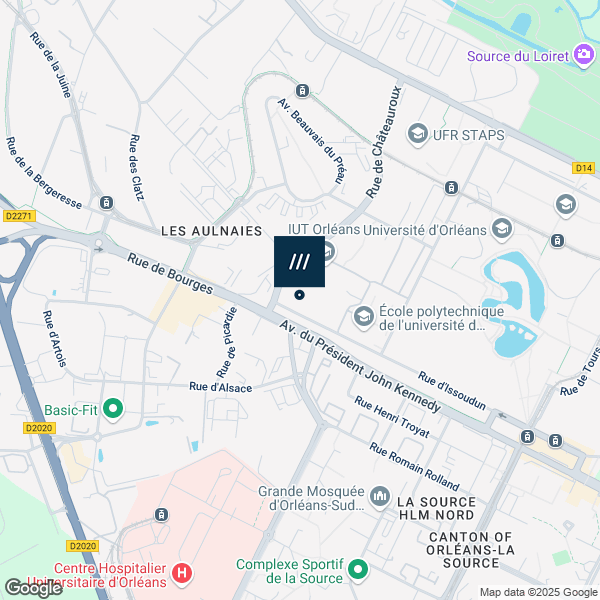 Source du Loiret
Rue de la Juine
Av. Beauvais du Préau
Rue de Châteauroux
UFR STAPS
D14
Rue de la Bergeresse
Rue des Clatz
D2271
LES AULNAIES
IUT Orléans
Université d'Orléans
Rue de Bourges
///
École polytechnique
de l'université d...
Rue d'Artois
Rue de Picardie
Av. du Président John Kennedy
Rue de Tours
Rue d'Alsace
Rue d'Issoudun
Basic-Fit
Rue Henri Troyat
D2020
Rue Romain Rolland
Grande Mosquée
d'Orléans-Sud...
LA SOURCE
HLM NORD
CANTON OF
ORLÉANS-LA
SOURCE
D2020
Centre Hospitalier
Universitaire d'Orléans
H
Complexe Sportif
de la Source
Google
Map data ©2025 Google